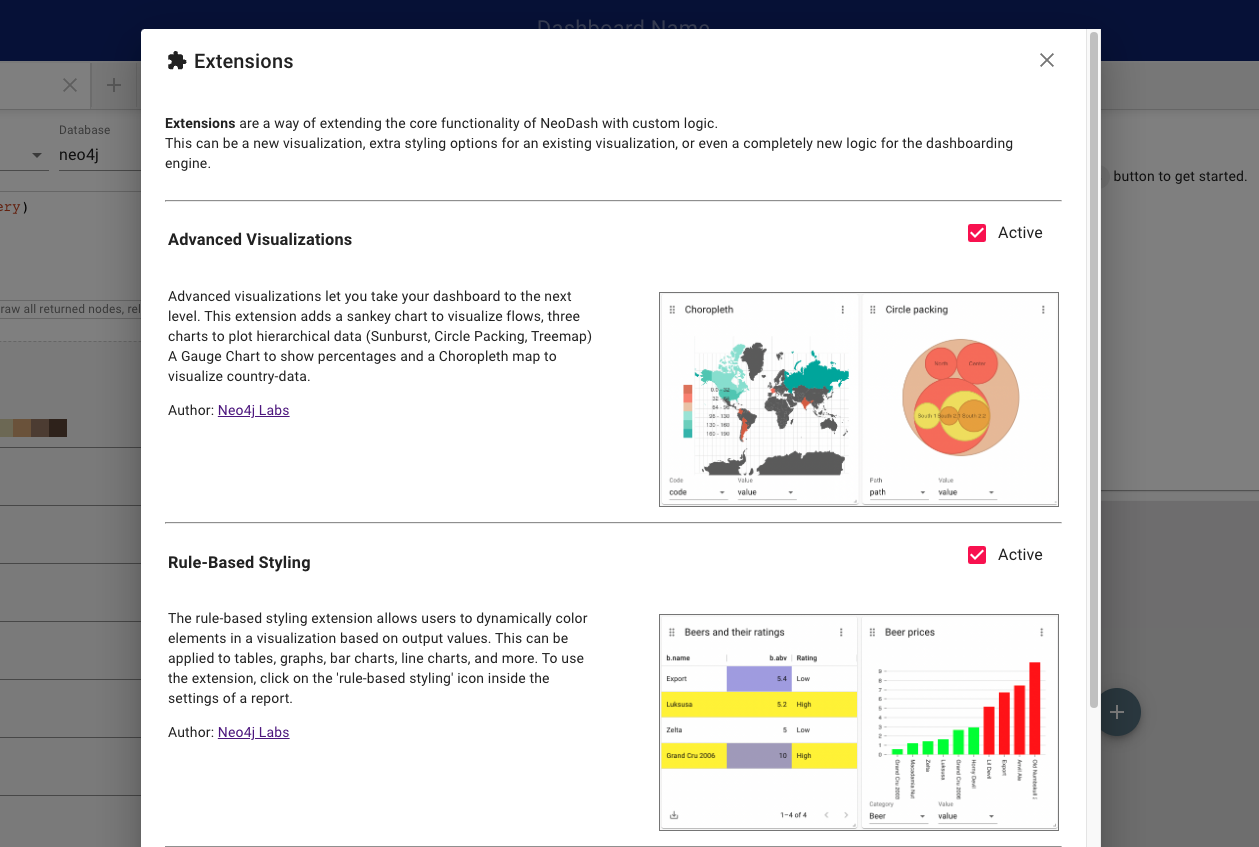 Dashboard Name
Extensions
Database
neo4j
ery)
raw all returned nodes, rel
button to get started.
Extensions are a way of extending the core functionality of NeoDash with custom logic.
This can be a new visualization, extra styling options for an existing visualization, or even a completely new logic for the dashboarding
engine.
Advanced Visualizations
Active
Advanced visualizations let you take your dashboard to the next
level. This extension adds a sankey chart to visualize flows, three
charts to plot hierarchical data (Sunburst, Circle Packing, Treemap)
A Gauge Chart to show percentages and a Choropleth map to
visualize country-data.
Author: Neo4j Labs
Choropleth
Code
Value
code
value
Circle packing
North
Center
South 1
South 2.1
South 2.2
Path
Value
path
value
Rule-Based Styling
Active
The rule-based styling extension allows users to dynamically color
elements in a visualization based on output values. This can be
applied to tables, graphs, bar charts, line charts, and more. To use
the extension, click on the 'rule-based styling' icon inside the
settings of a report.
Author: Neo4j Labs
Beers and their ratings
b.name b.abv Rating
Export 5.4 Low
Luksusa 5.2 High
Zelta 5 Low
Grand Cru 2006 10 High
1–4 of 4
Beer prices
9
8
7
6
5
4
3
2
1
0
Macadamia Nut
Zelta
Luksusa
Grand Cru 2006
Horny Devil
Lil Devil
Export
Category
Value
Beer
value